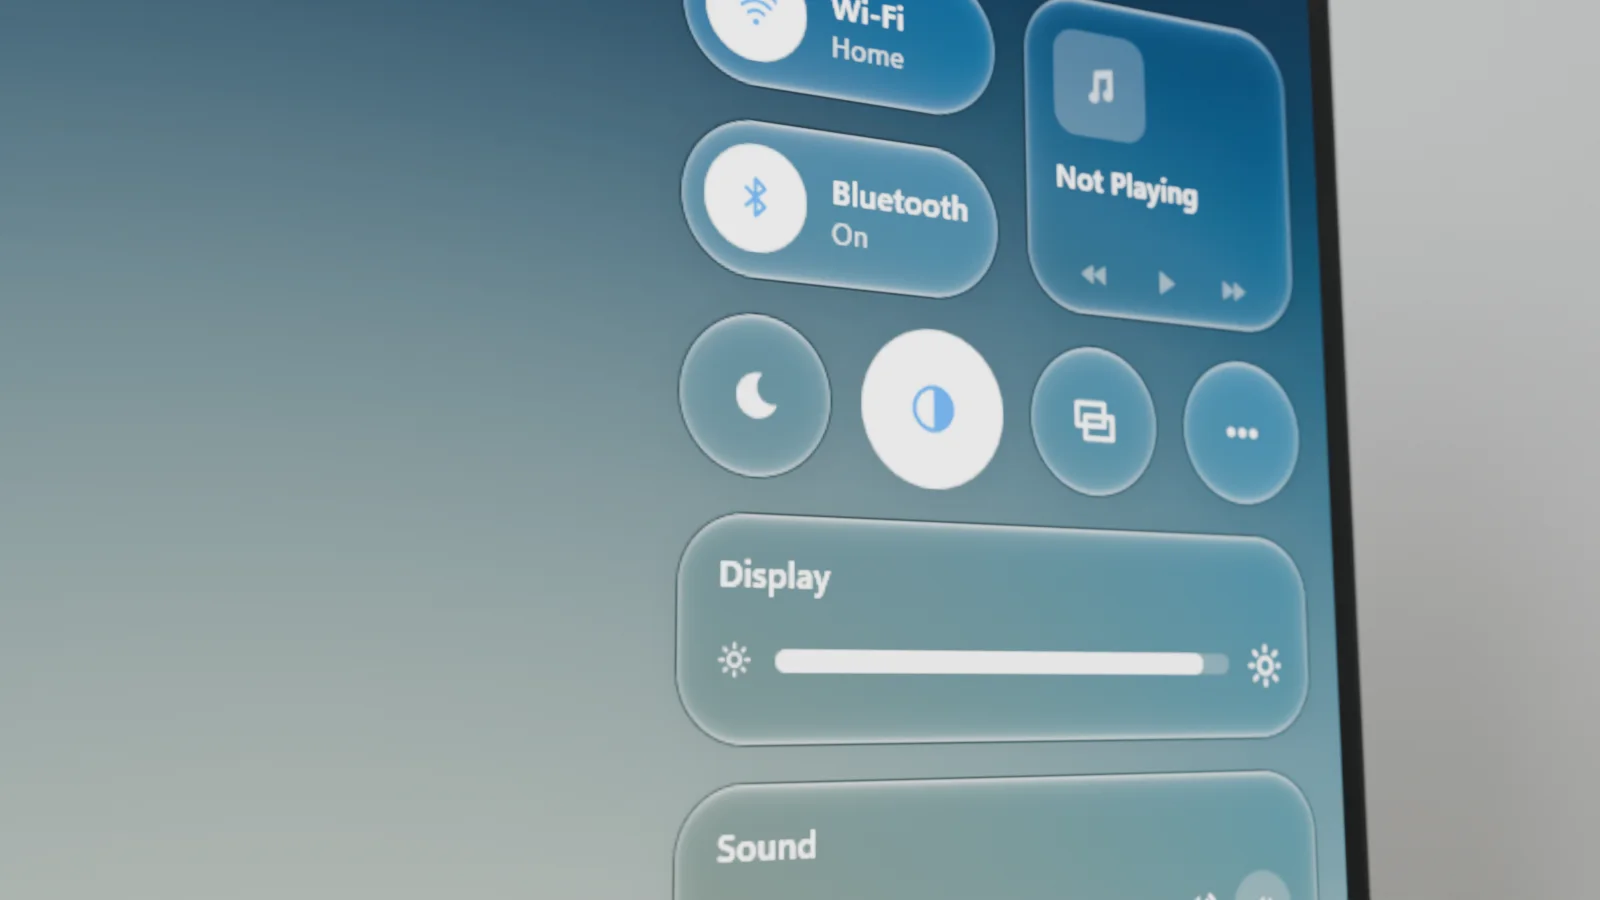 Wi-Fi
Home
Bluetooth
On
Not Playing
Display
Sound